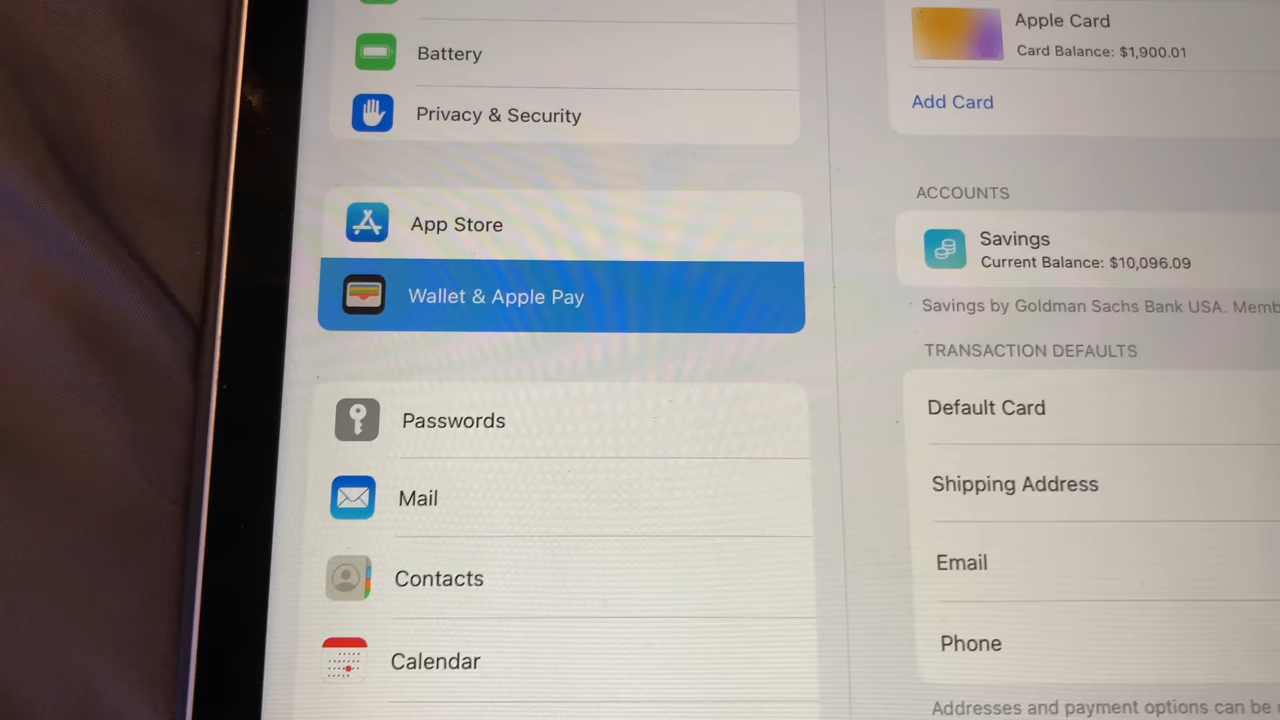 Battery
Privacy & Security
App Store
Wallet & Apple Pay
Passwords
Mail
Contacts
Calendar
Apple Card
Card Balance: $1,900.01
Add Card
ACCOUNTS
Savings
Current Balance: $10,096.09
Savings by Goldman Sachs Bank USA. Memb
TRANSACTION DEFAULTS
Default Card
Shipping Address
Email
Phone
Addresses and payment options can be